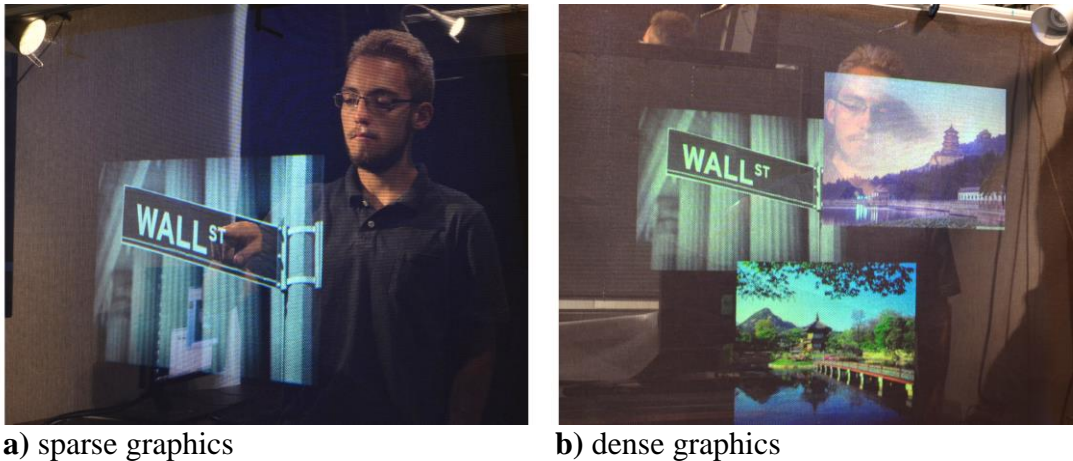 WALL ST
WALL ST
a) sparse graphics
b) dense graphics